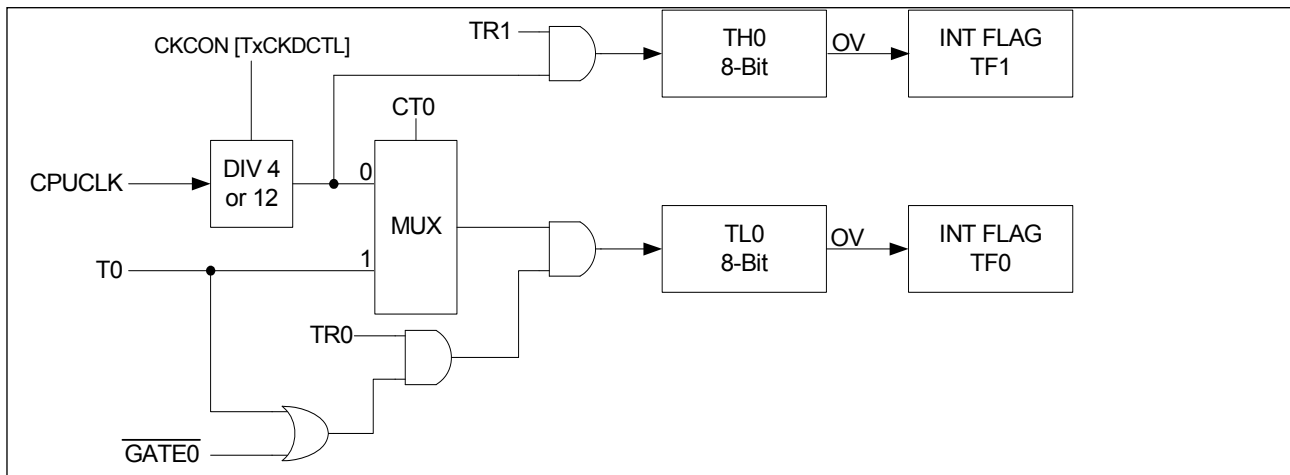 CKCON [TxCKDCTL]
TR1
TH0
8-Bit
OV
INT FLAG
TF1
CT0
CPUCLK
DIV 4
or 12
0
MUX
1
T0
TL0
8-Bit
OV
INT FLAG
TF0
TR0
GATE0